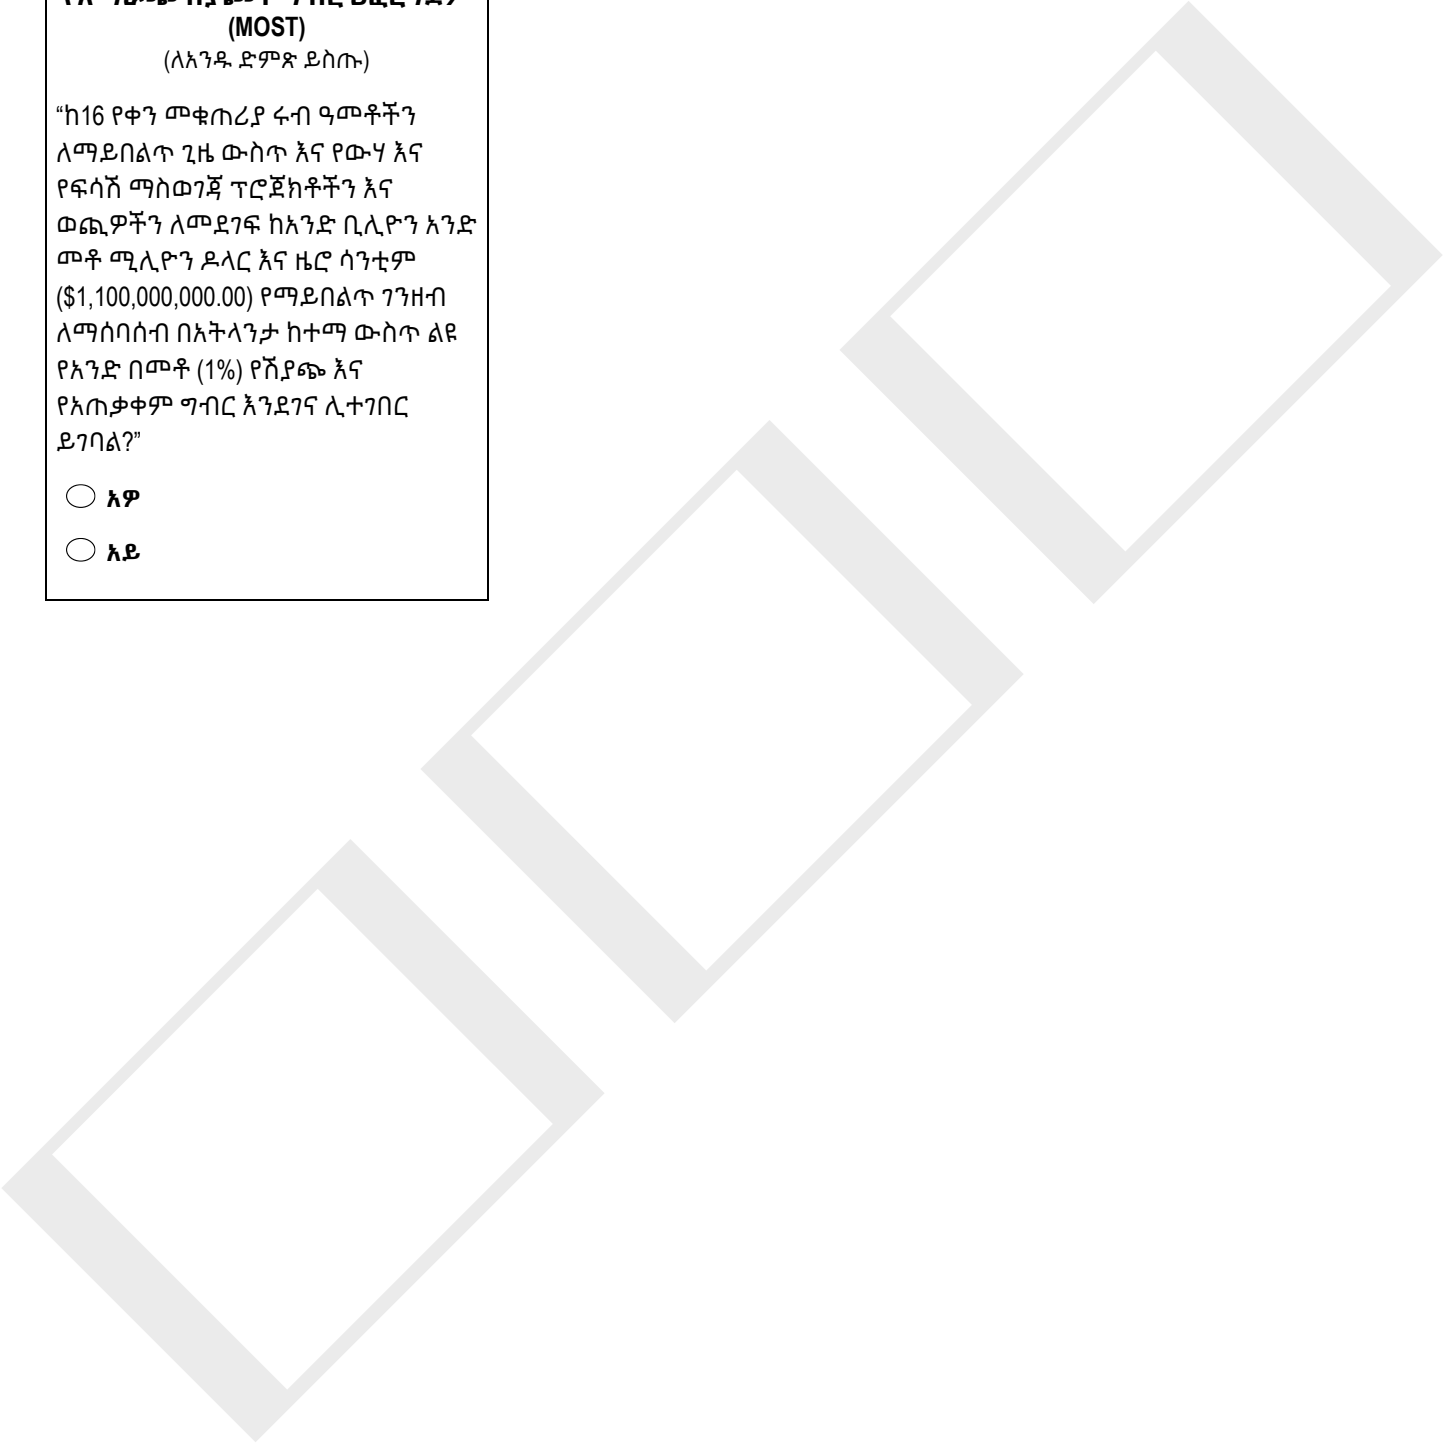 (MOST)
(ለአንዱ ድምጽ ይስጡ)
“ከ16 የቀን መቁጠሪያ ሩብ ዓመቶችን
ለማይበልጥ ጊዜ ውስጥ እና የውሃ እና
የፍሳሽ ማስወገጃ ፕሮጀክቶችን እና
ወጪዎችን ለመደገፍ ከአንድ ቢሊዮን አንድ
መቶ ሚሊዮን ዶላር እና ዜሮ ሳንቲም
($1,100,000,000.00) የማይበልጥ ገንዘብ
ለማሰባሰብ በአትላንታ ከተማ ውስጥ ልዩ
የአንድ በመቶ (1%) የሽያጭ እና
የአጠቃቀም ግብር እንደገና ሊተገበር
ይገባል?”
አዎ
አይ